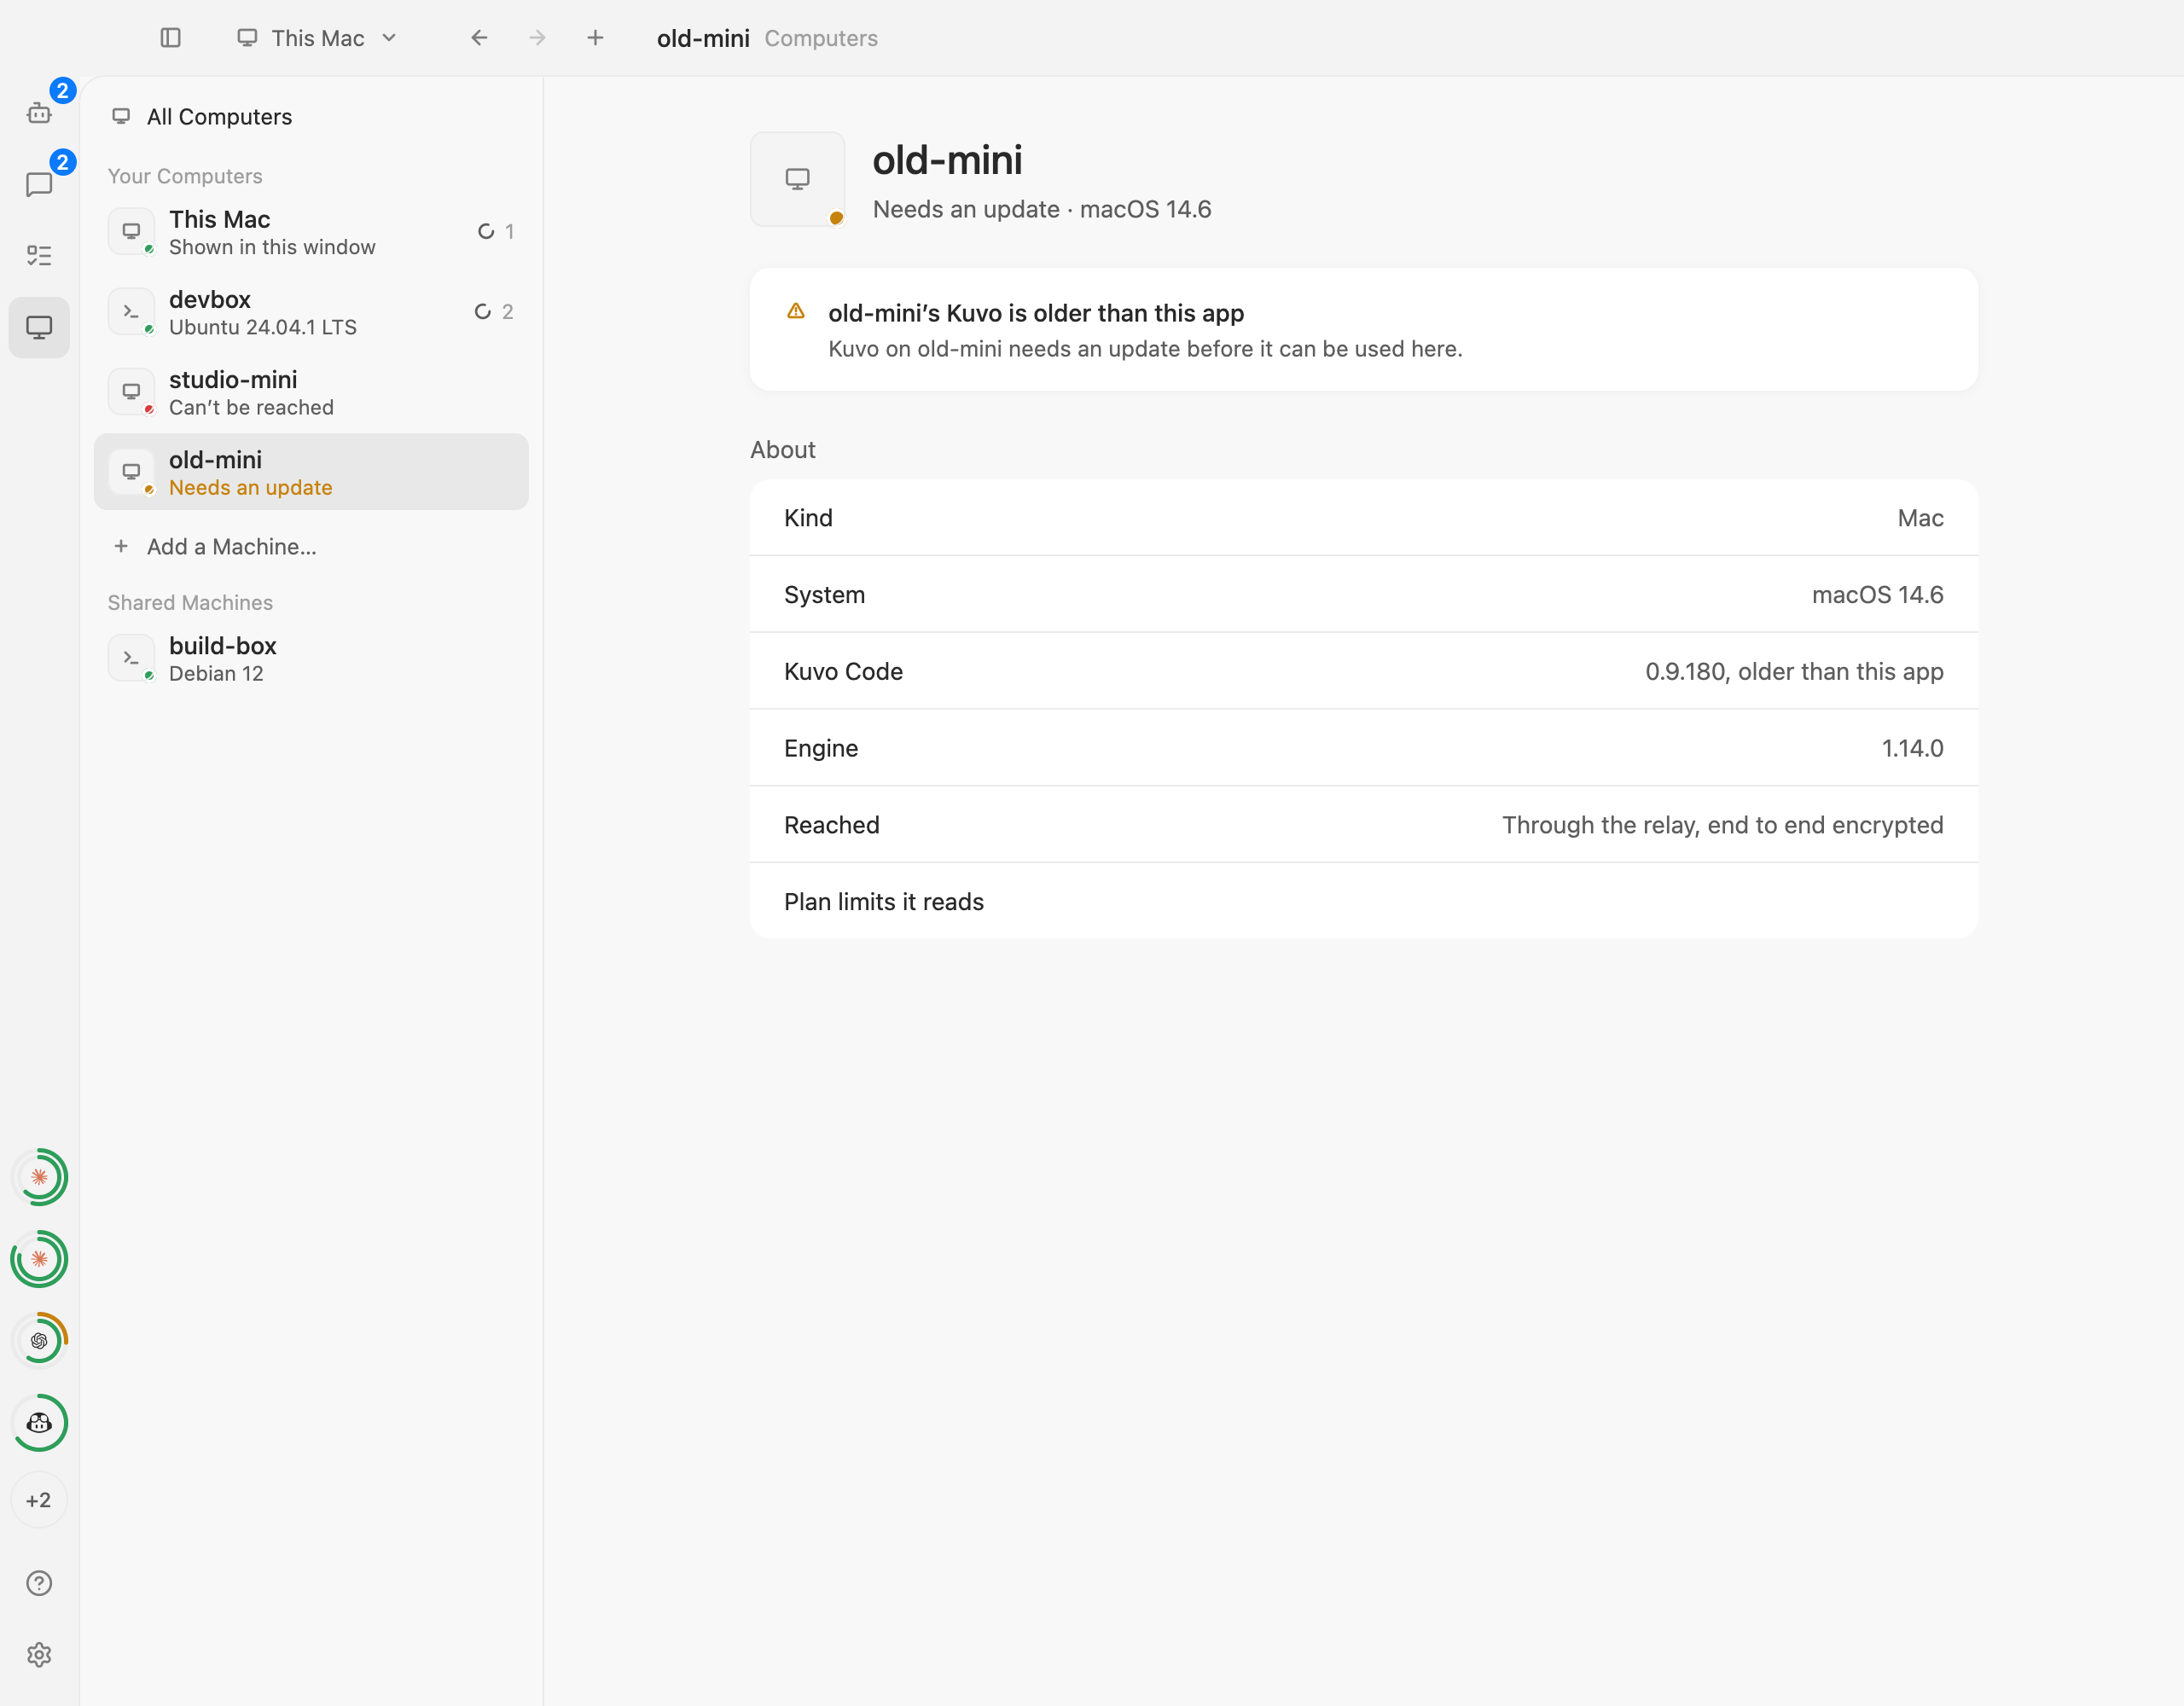 This Mac
old-mini Computers
2
2
All Computers
Your Computers
This Mac
Shown in this window
1
devbox
Ubuntu 24.04.1 LTS
2
studio-mini
Can’t be reached
old-mini
Needs an update
Add a Machine...
Shared Machines
build-box
Debian 12
+2
old-mini
Needs an update · macOS 14.6
old-mini’s Kuvo is older than this app
Kuvo on old-mini needs an update before it can be used here.
About
Kind Mac
System macOS 14.6
Kuvo Code 0.9.180, older than this app
Engine 1.14.0
Reached Through the relay, end to end encrypted
Plan limits it reads